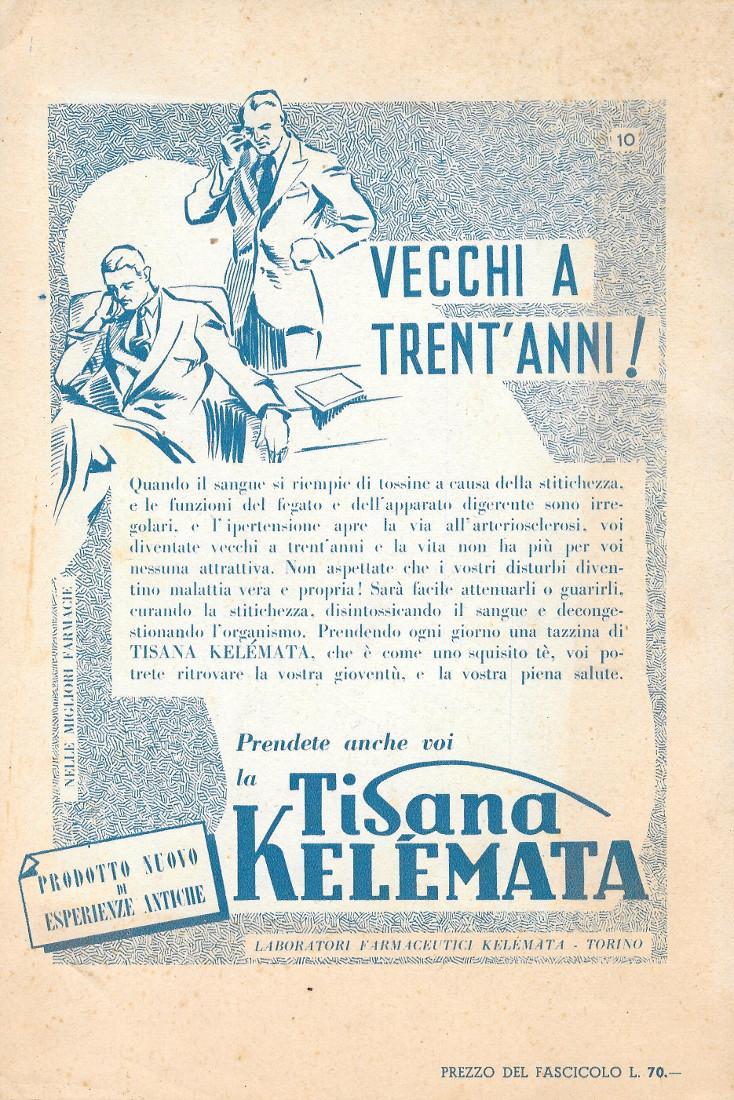 10
VECCHI A
TRENT'ANNI!
Quando il sangue si riempie di tossine a causa della stitichezza,
e le funzioni del fegato e dell'apparato digerente sono irre-
golari, e l'ipertensione apre la via all'arteriosclerosi, voi
diventate vecchi a trent'anni e la vita non ha più per voi
nessuna attrattiva. Non aspettate che i vostri disturbi diven-
tino malattia vera e propria! Sarà facile attenuarli o guarirli,
curando la stitichezza, disintossicando il sangue e deconge-
stionando l'organismo. Prendendo ogni giorno una tazzina di
TISANA KELÉMATA, che è come uno squisito tè, voi po-
trete ritrovare la vostra gioventù, e la vostra piena salute.
NELLE MIGLIORI FARMACIE
Prendete anche voi
la Tisana
KELÉMATA
PRODOTTO NUOVO
DI
ESPERIENZE ANTICHE
LABORATORI FARMACEUTICI KELÉMATA - TORINO
PREZZO DEL FASCICOLO L. 70.—